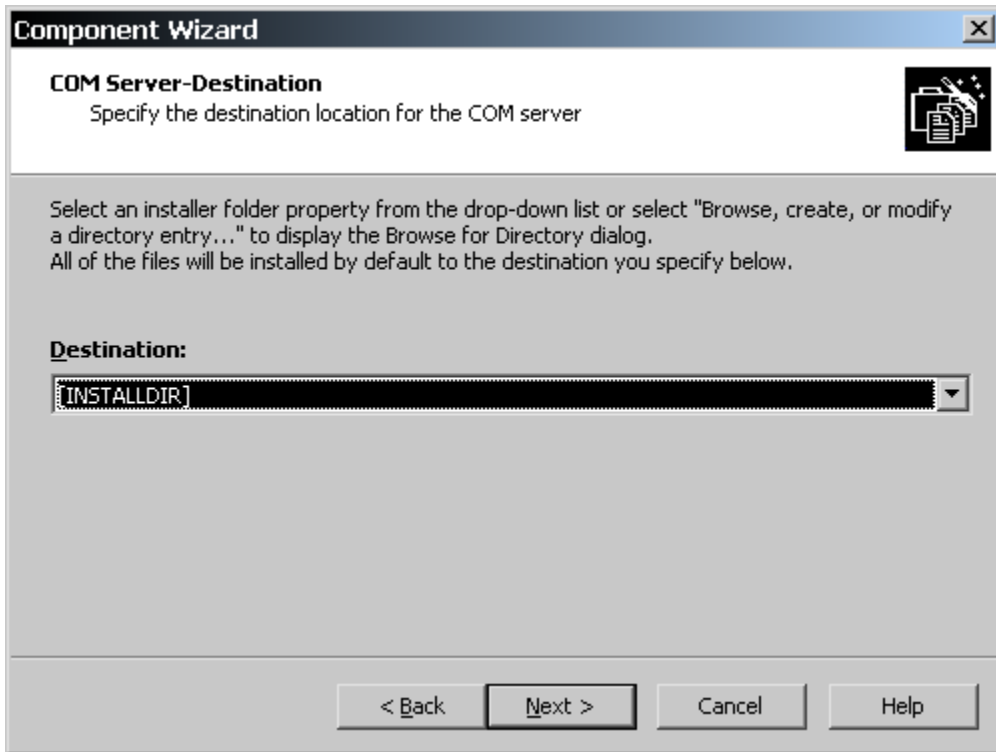 Component Wizard
COM Server-Destination
Specify the destination location for the COM server
Select an installer folder property from the drop-down list or select "Browse, create, or modify
a directory entry..." to display the Browse for Directory dialog.
All of the files will be installed by default to the destination you specify below.
Destination:
[INSTALLDIR]
< Back Next > Cancel Help